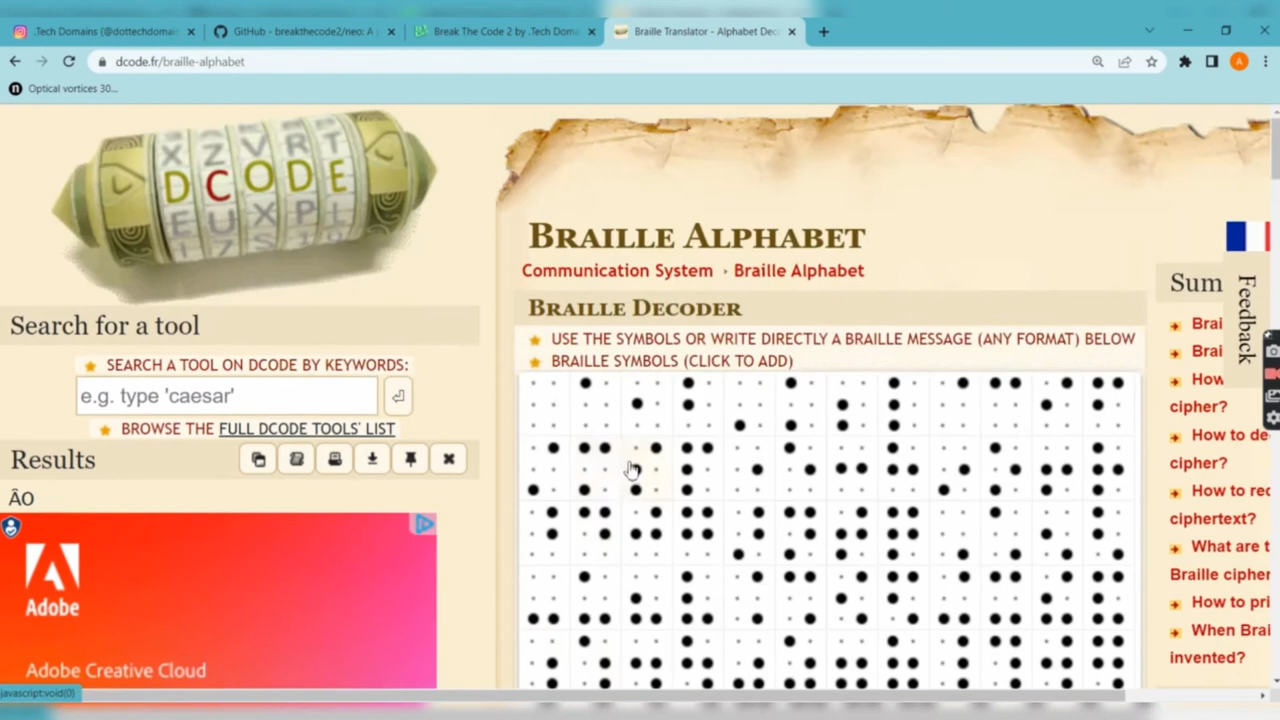 .Tech Domains (@dottechdomai
GitHub - breakthecode2/neo: A
Break The Code 2 by .Tech Doma
Braille Translator - Alphabet Dec
dcode.fr/braille-alphabet
A
n
Optical vortices 30...
X Z V R T
D C O D E
E U X P L
Search for a tool
SEARCH A TOOL ON DCODE BY KEYWORDS:
e.g. type 'caesar'
BROWSE THE FULL DCODE TOOLS' LIST
Results
ÂO
Adobe
Adobe Creative Cloud
javascript:void(0)
BRAILLE ALPHABET
Communication System › Braille Alphabet
BRAILLE DECODER
USE THE SYMBOLS OR WRITE DIRECTLY A BRAILLE MESSAGE (ANY FORMAT) BELOW
BRAILLE SYMBOLS (CLICK TO ADD)
Sum
Feedback
Brai
Brai
How
cipher?
How to de
cipher?
How to rec
ciphertext?
What are t
Braille cipher
How to pri
When Brai
invented?